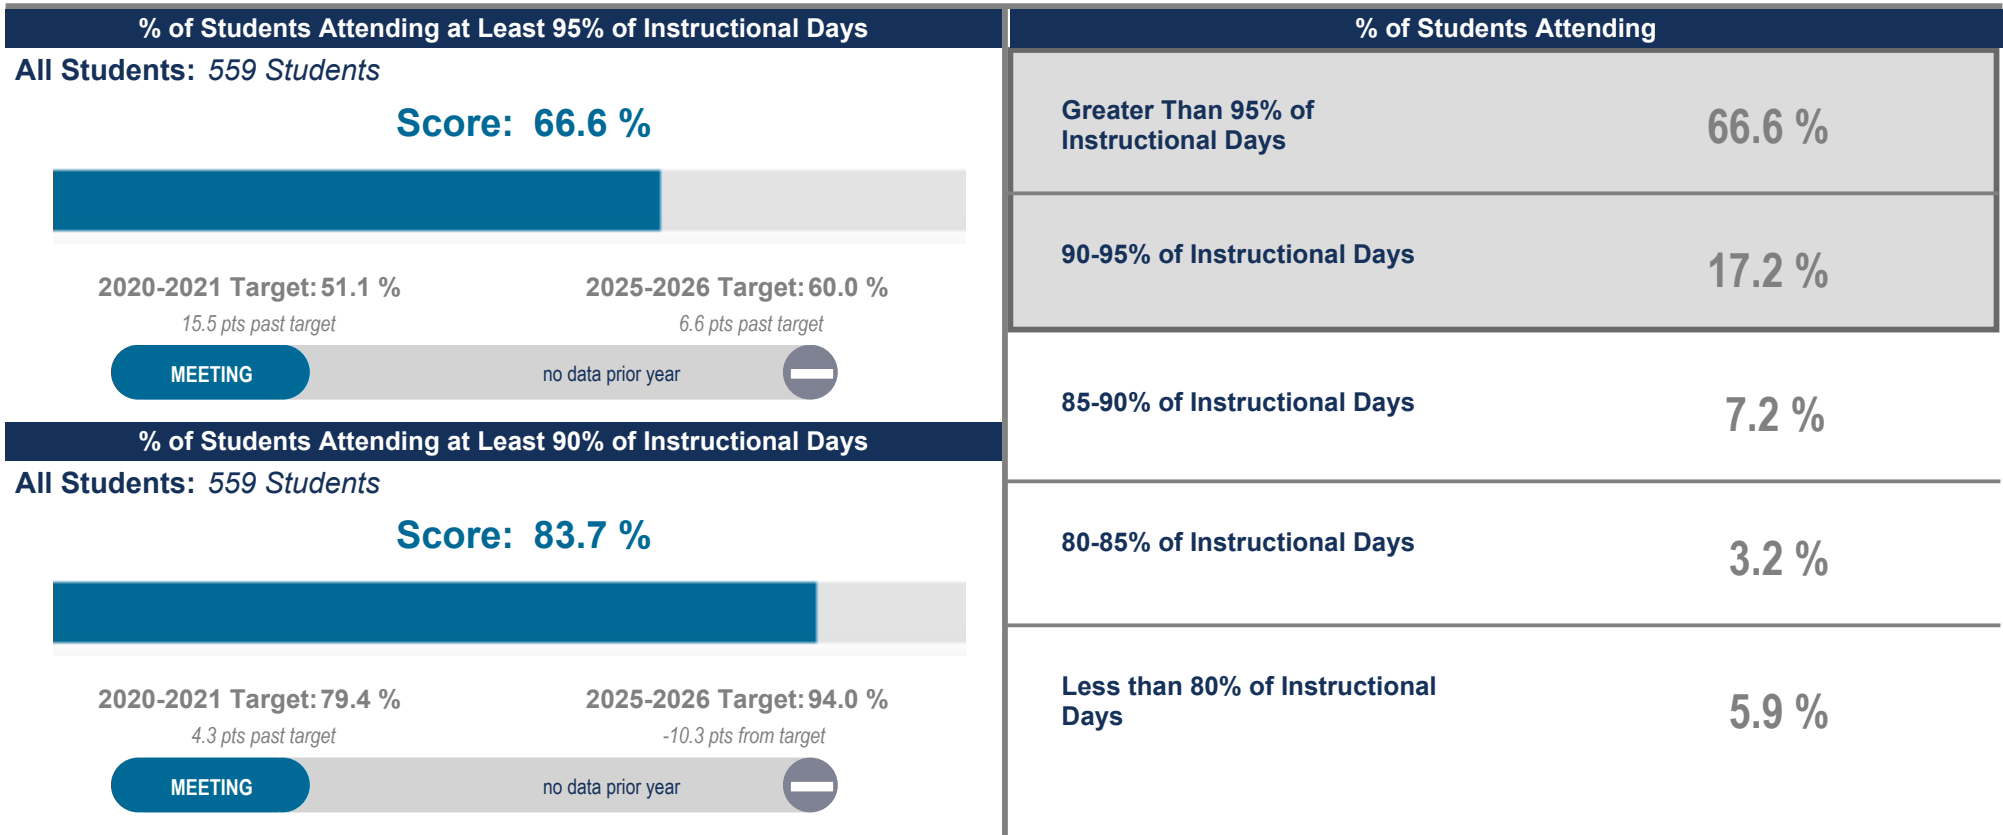 % of Students Attending at Least 95% of Instructional Days
All Students: 559 Students
Score: 66.6 %
2020-2021 Target: 51.1 %
15.5 pts past target
2025-2026 Target: 60.0 %
6.6 pts past target
MEETING
no data prior year
% of Students Attending at Least 90% of Instructional Days
All Students: 559 Students
Score: 83.7 %
2020-2021 Target: 79.4 %
4.3 pts past target
2025-2026 Target: 94.0 %
-10.3 pts from target
MEETING
no data prior year
% of Students Attending
Greater Than 95% of
Instructional Days
66.6 %
90-95% of Instructional Days
17.2 %
85-90% of Instructional Days
7.2 %
80-85% of Instructional Days
3.2 %
Less than 80% of Instructional
Days
5.9 %